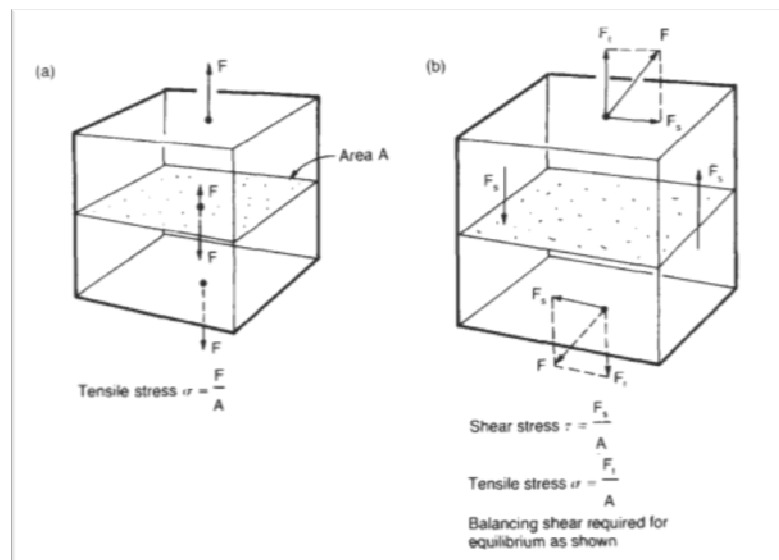 (a)
F
Area A
F
F
F
Tensile stress σ = F
A
(b)
Fₜ
F
Fₛ
Fₛ
Fₛ
Fₛ
F
Fₜ
Shear stress τ = Fₛ
A
Tensile stress σ = Fₜ
A
Balancing shear required for
equilibrium as shown